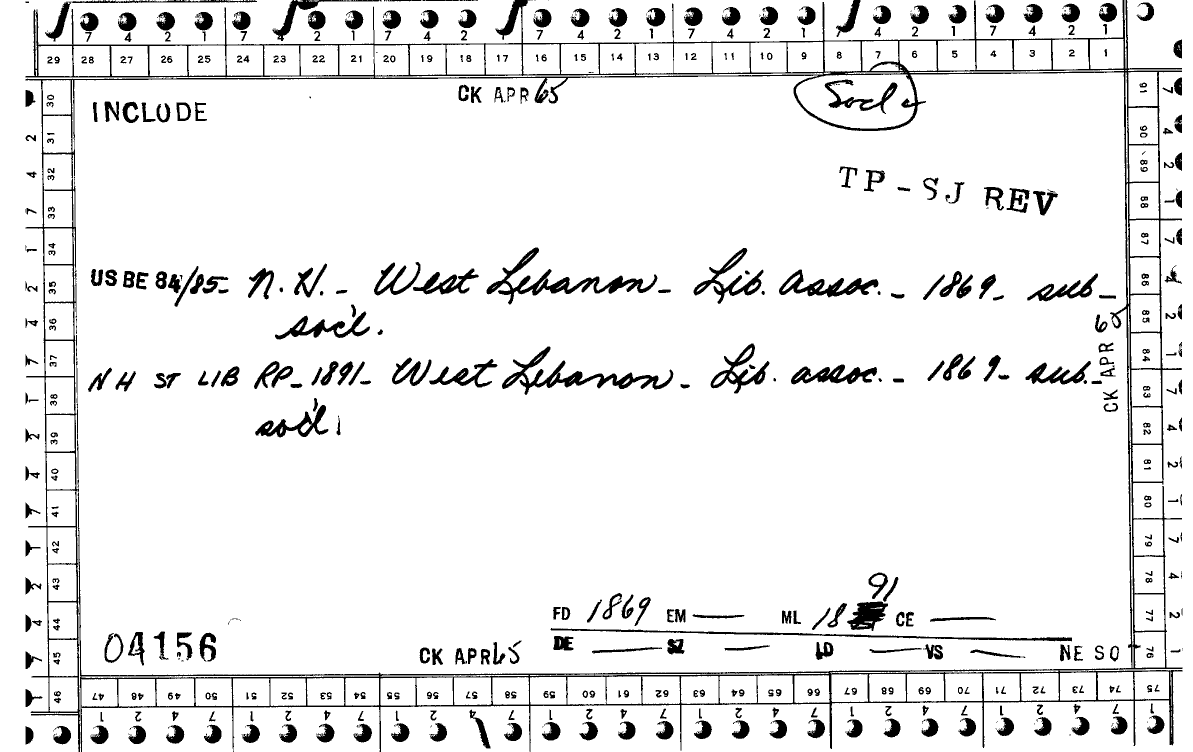 7 4 2 1 7 4 2 1 7 4 2 1 7 4 2 1 7 4 2 1 7 4 2 1 7 4 2 1
29 28 27 26 25 24 23 22 21 20 19 18 17 16 15 14 13 12 11 10 9 8 7 6 5 4 3 2 1
INCLUDE
CK APR 65
Soc'l
TP - SJ REV
US BE 84/85- N.H. - West Lebanon - Lib. Assoc. - 1869 - sub-
soc'l.
N H ST LIB RP - 1891 - West Lebanon - Lib. assoc. - 1869 - sub.-
soc'l.
CK APR 62
FD 1869 EM — ML 1891 CE —
DE — SZ — LD — VS — NE SO -
04156
CK APR 65
30 31 32 33 34 35 36 37 38 39 40 41 42 43 44 45 46
91 90 89 88 87 86 85 84 83 82 81 80 79 78 77 76
47 48 49 50 51 52 53 54 55 56 57 58 59 60 61 62 63 64 65 66 67 68 69 70 71 72 73 74 75
1 2 4 7 1 2 4 7 1 2 4 7 1 2 4 7 1 2 4 7 1 2 4 7 1 2 4 7 1